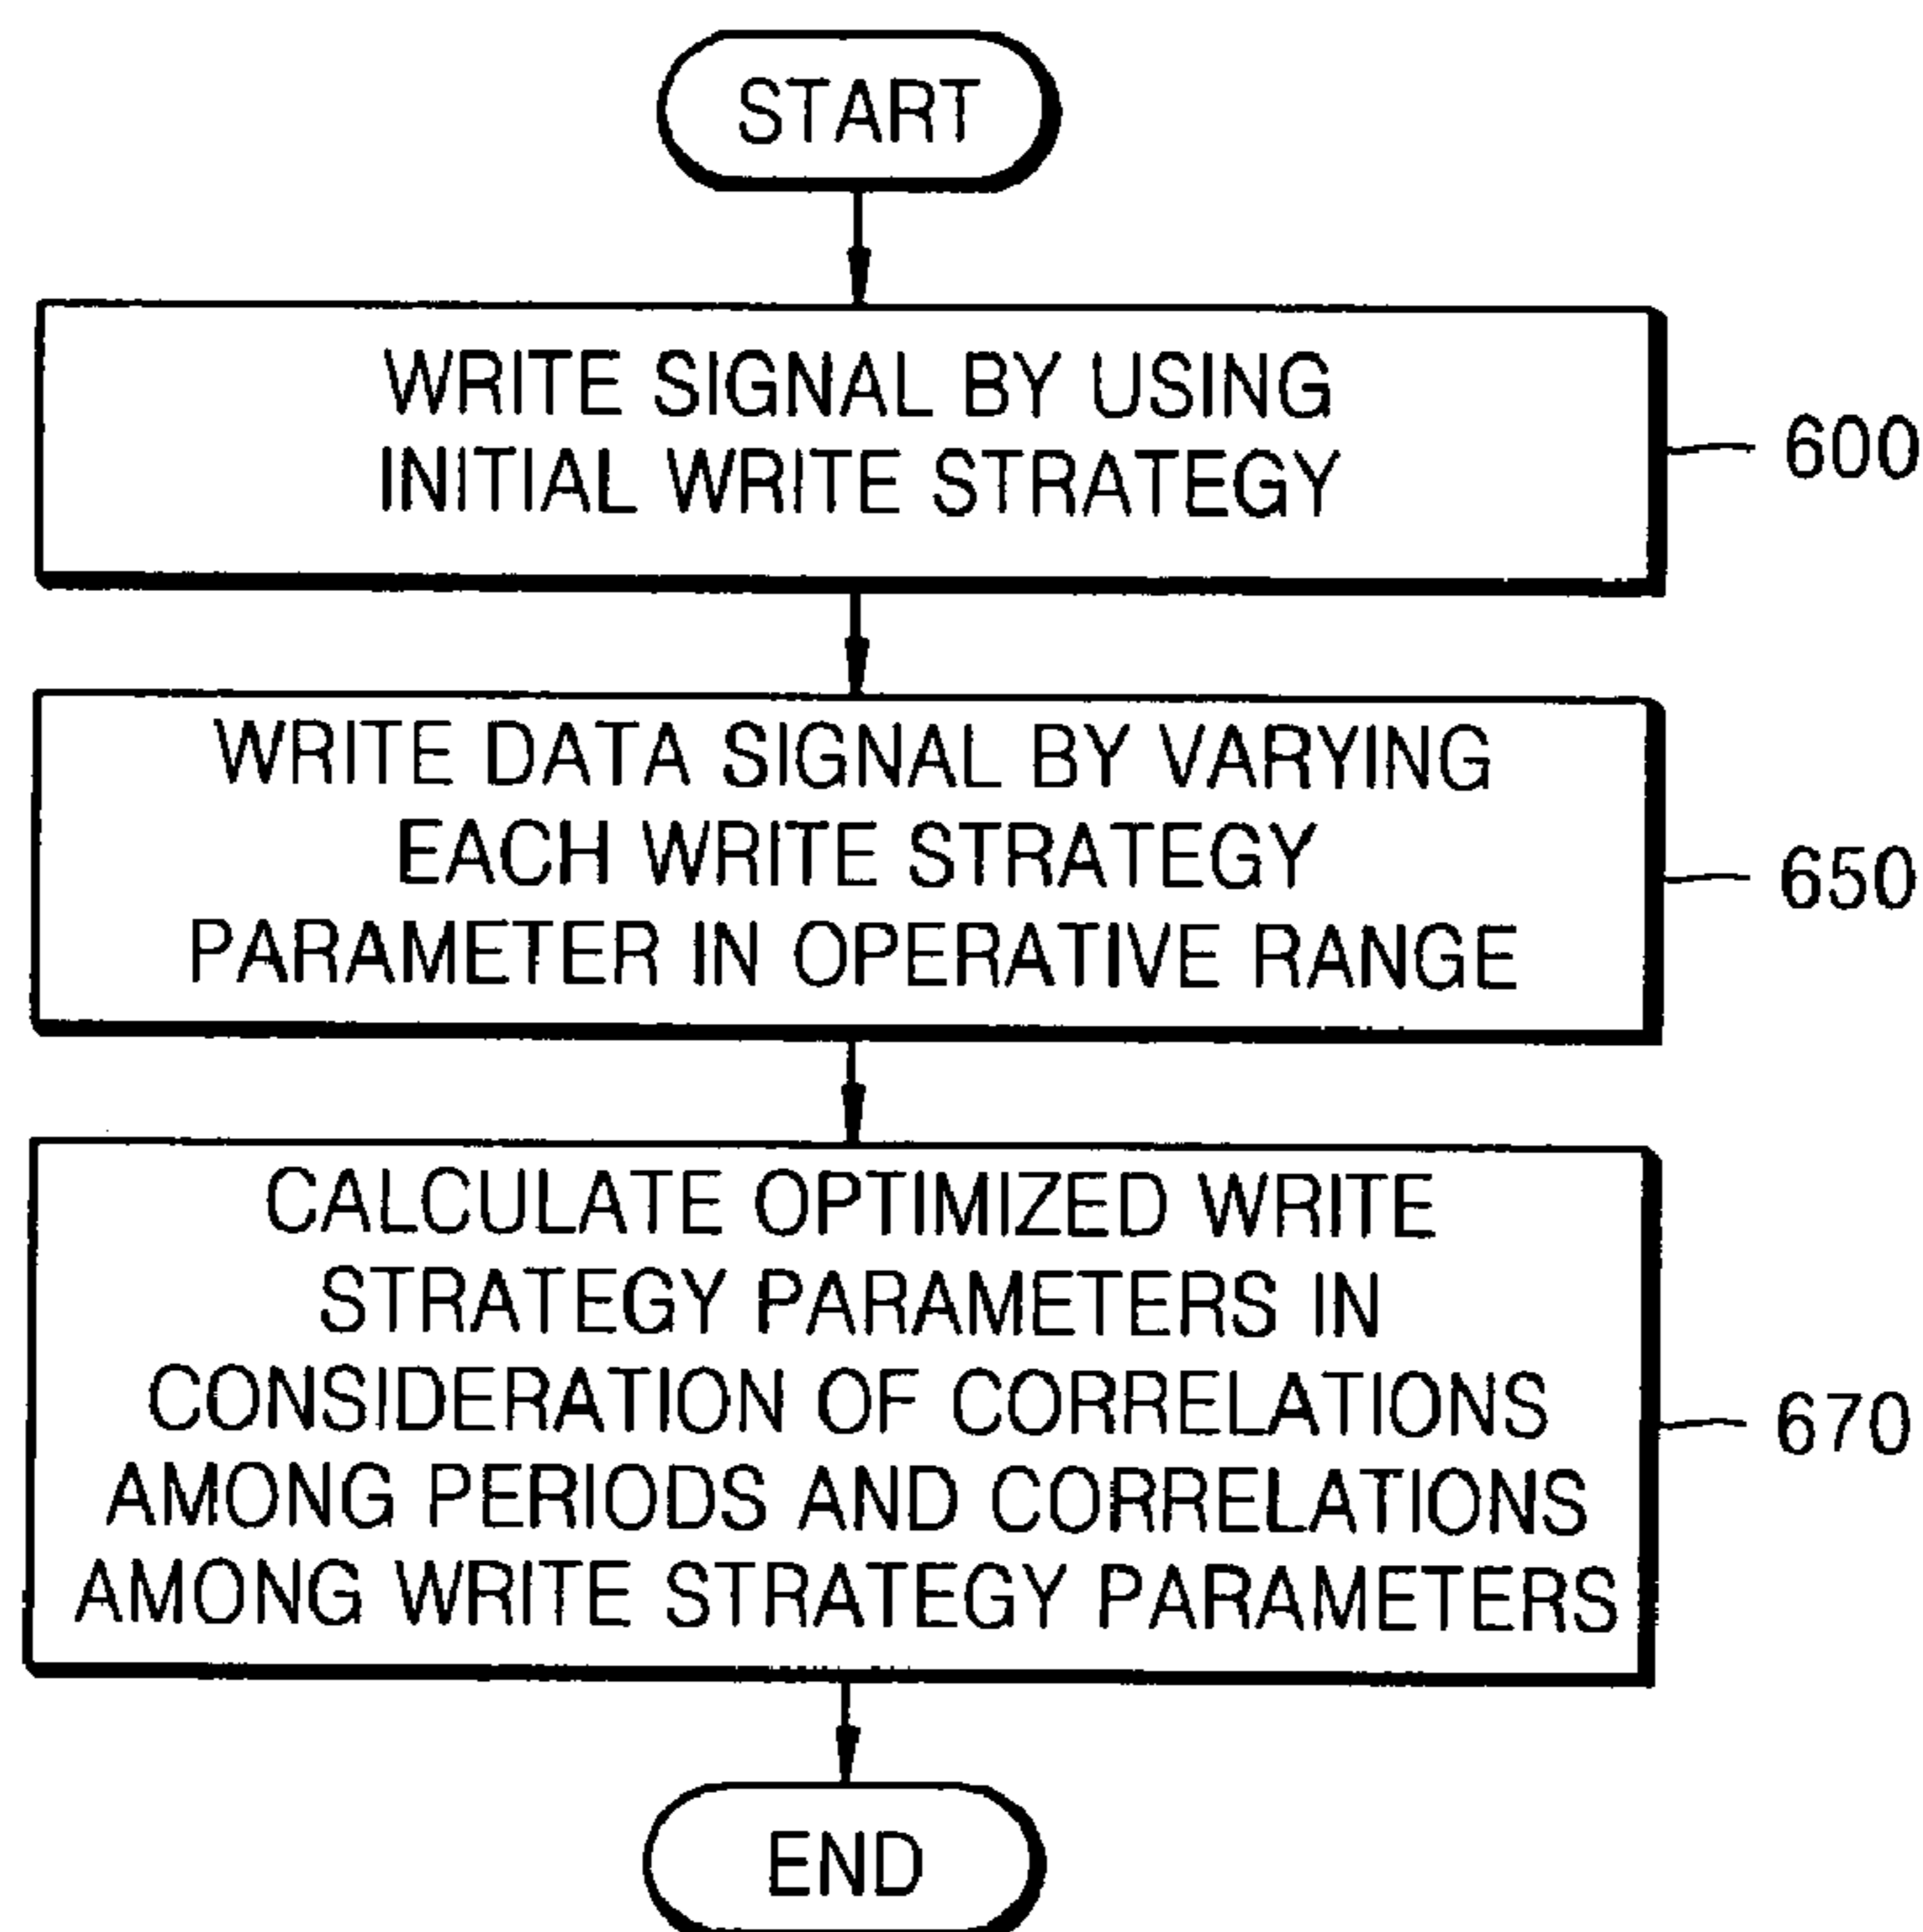 START
WRITE SIGNAL BY USING
INITIAL WRITE STRATEGY
600
WRITE DATA SIGNAL BY VARYING
EACH WRITE STRATEGY
PARAMETER IN OPERATIVE RANGE
650
CALCULATE OPTIMIZED WRITE
STRATEGY PARAMETERS IN
CONSIDERATION OF CORRELATIONS
AMONG PERIODS AND CORRELATIONS
AMONG WRITE STRATEGY PARAMETERS
670
END